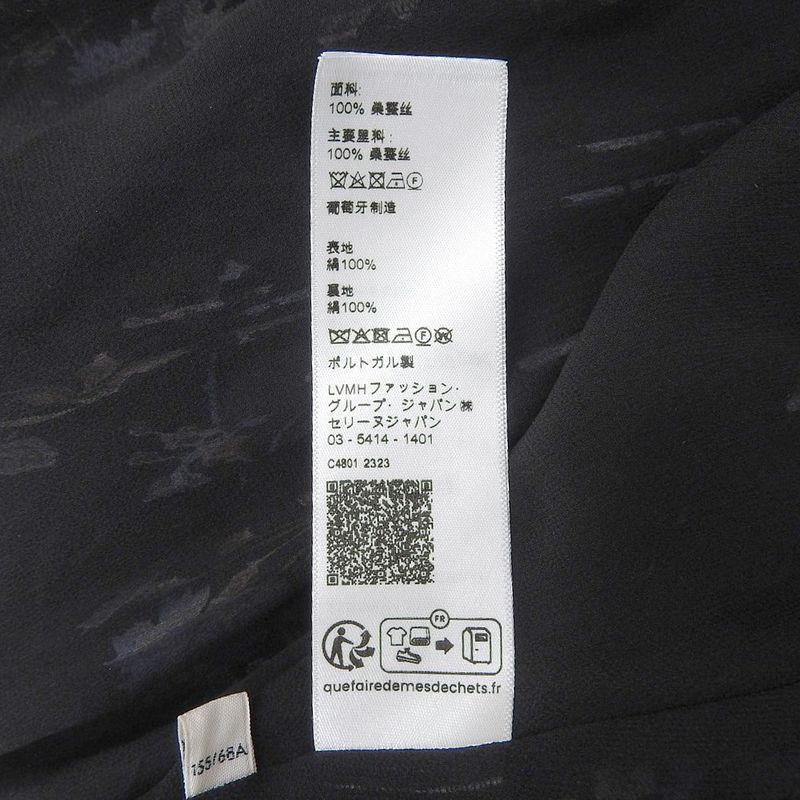 面料:
100% 桑蚕丝
主要里料:
100% 桑蚕丝
F
葡萄牙制造
表地
絹100%
裏地
絹100%
F W
ポルトガル製
LVMHファッション・
グループ・ジャパン㈱
セリーヌジャパン
03 - 5414 - 1401
C4801 2323
FR
quefairedemesdechets.fr
155/68A